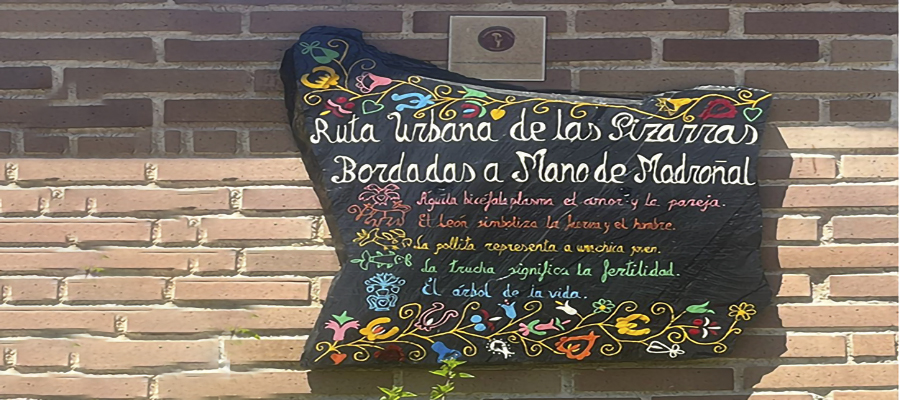 Ruta Urbana de las Pizarras
Bordadas a Mano de Madroñal
Águila bicéfala plasma el amor y la pareja.
El León simboliza la fuerza y el hombre.
La pollita representa a una chica joven.
La trucha significa la fertilidad.
El árbol de la vida.